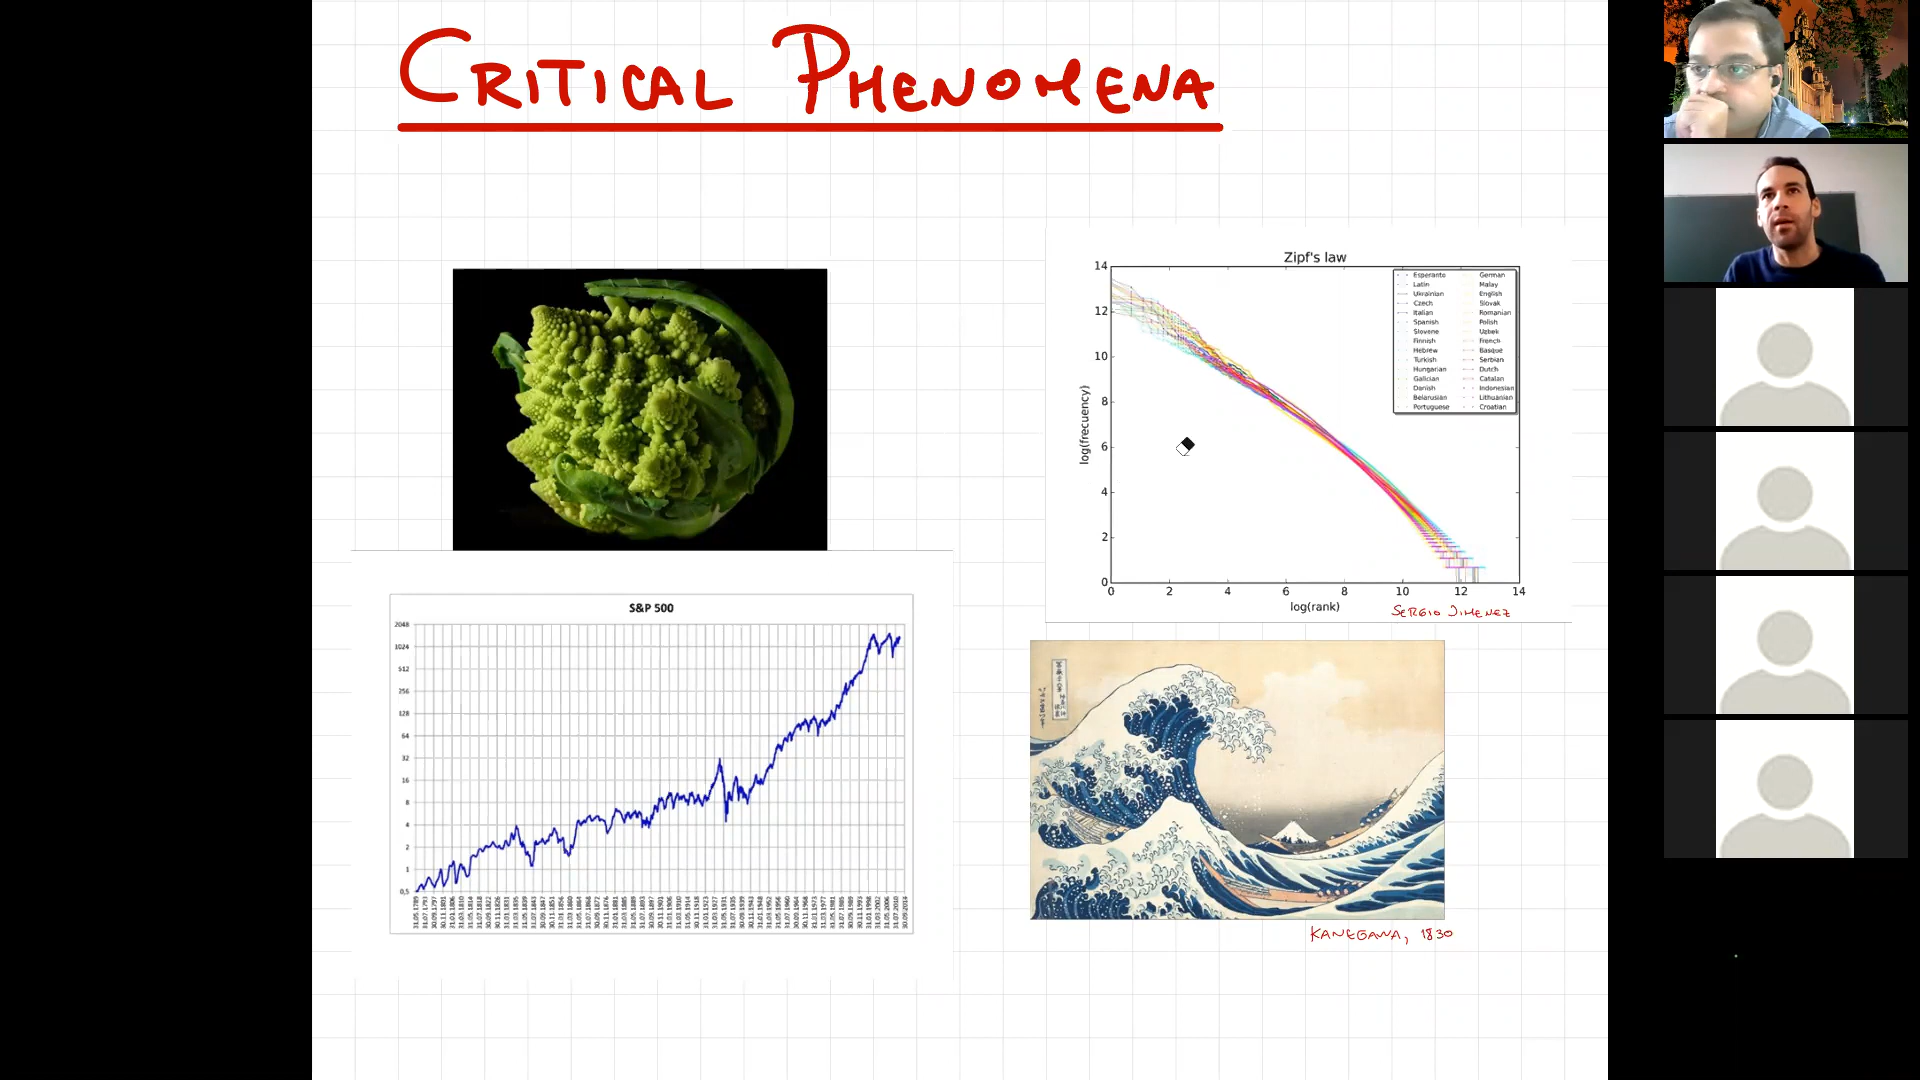 CRITICAL PHENOMENA
Zipf's law
14
12
10
8
6
4
2
0
log(frecuency)
Esperanto German
Latin Malay
Ukrainian English
Czech Slovak
Italian Romanian
Spanish Polish
Slovene Uzbek
Finnish French
Hebrew Basque
Turkish Serbian
Hungarian Dutch
Galician Catalan
Danish Indonesian
Belarusian Lithuanian
Portuguese Croatian
0 2 4 6 8 10 12 14
log(rank)
SERGIO JIMENEZ
S&P 500
2048
1024
512
256
128
64
32
16
8
4
2
1
0,5
KANEGAWA, 1830